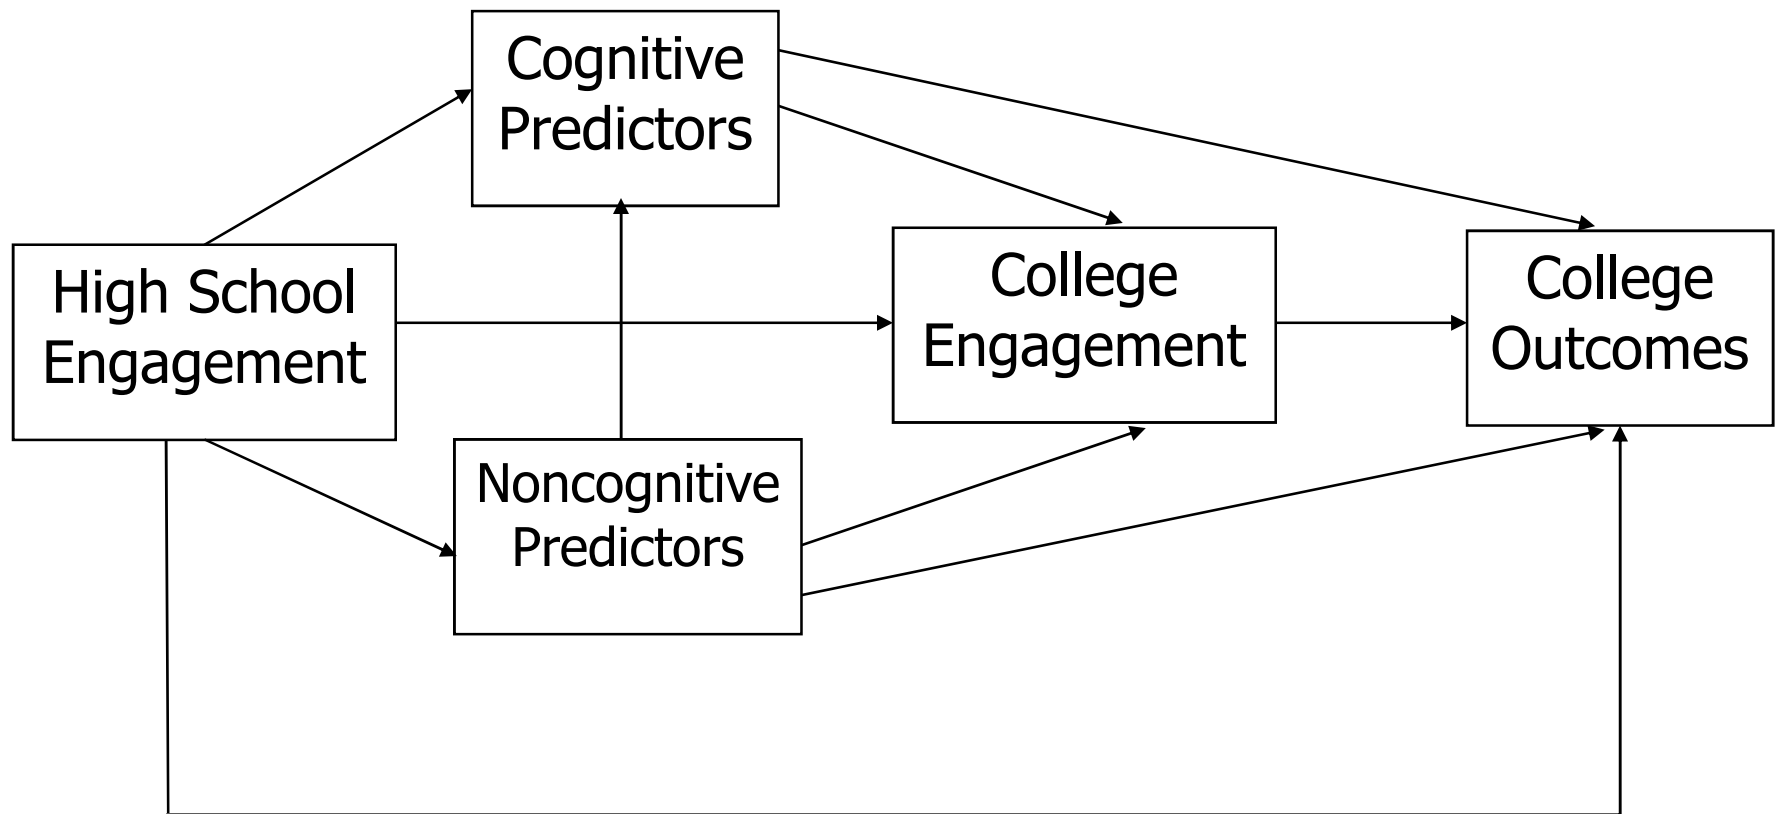 Cognitive
Predictors
High School
Engagement
College
Engagement
College
Outcomes
Noncognitive
Predictors